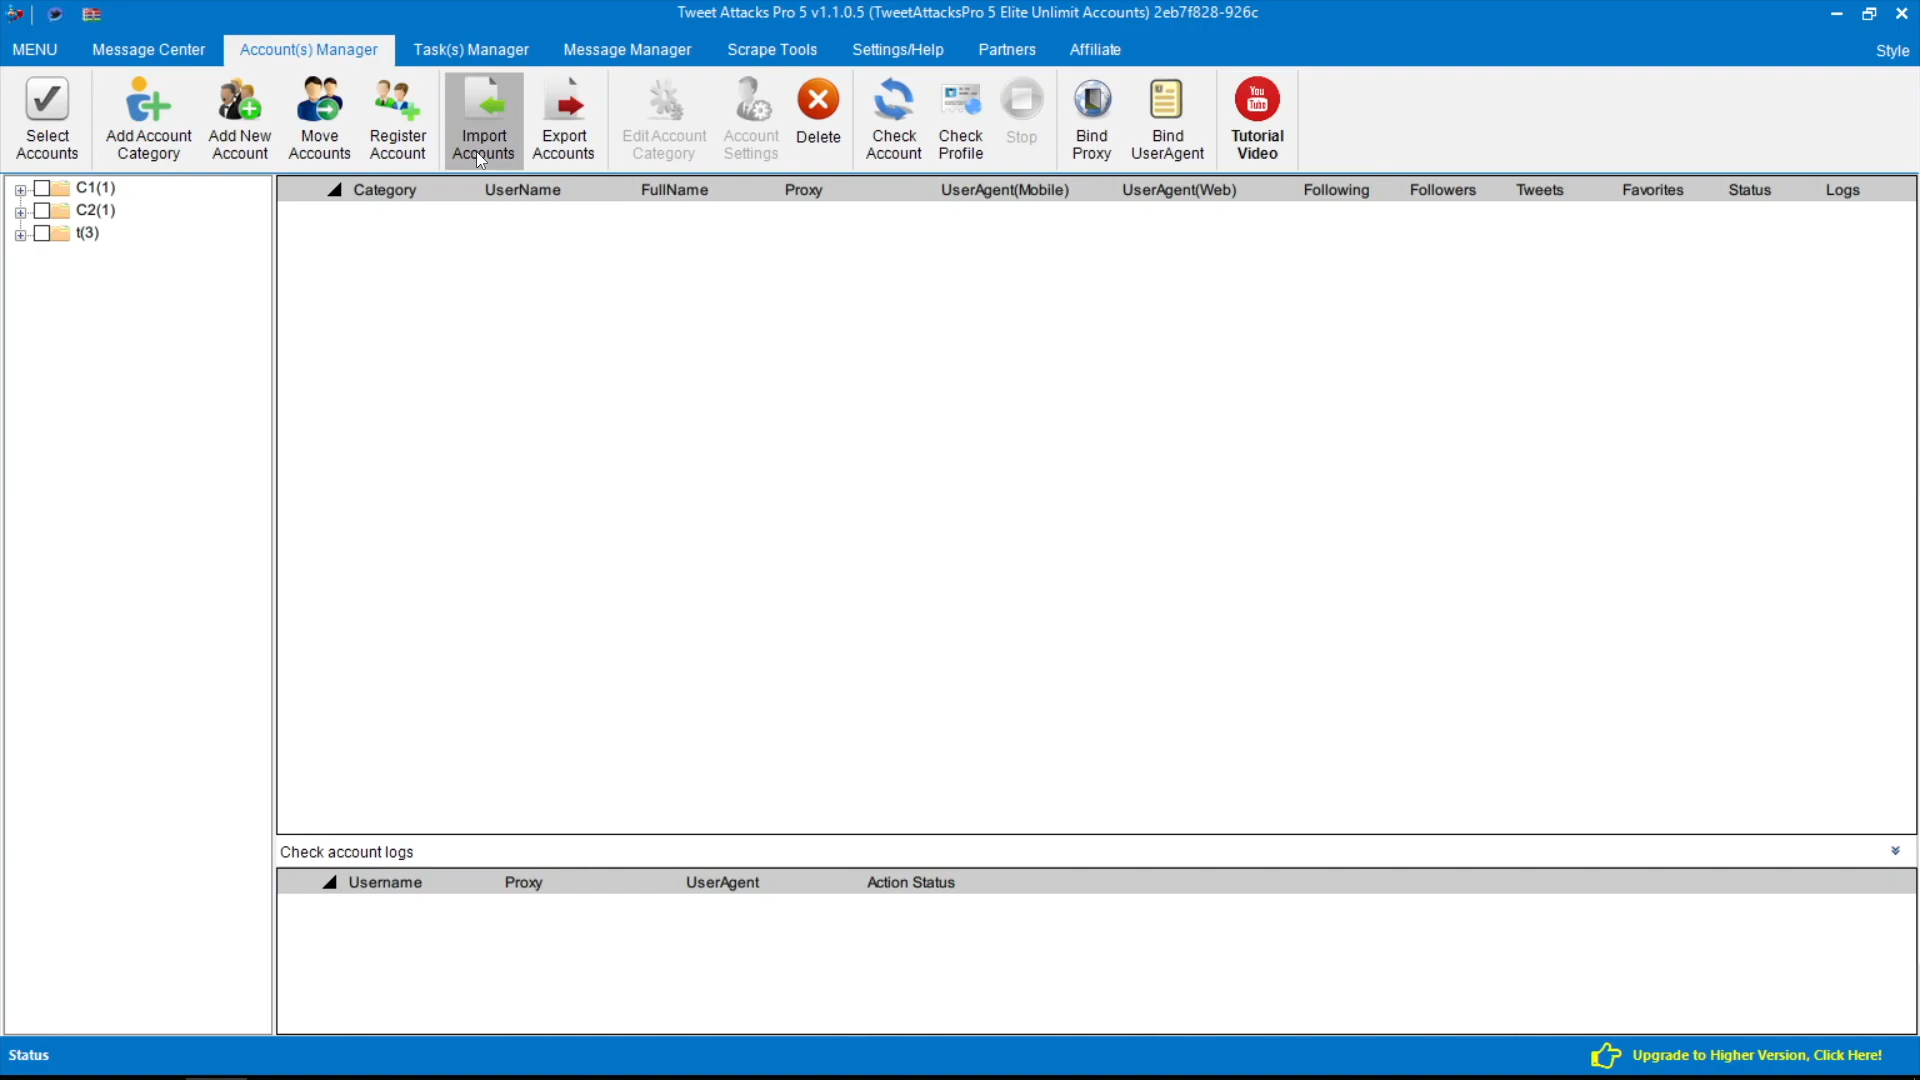 Tweet Attacks Pro 5 v1.1.0.5 (TweetAttacksPro 5 Elite Unlimit Accounts) 2eb7f828-926c
MENU Message Center Account(s) Manager Task(s) Manager Message Manager Scrape Tools Settings/Help Partners Affiliate Style
Select Accounts
Add Account Category
Add New Account
Move Accounts
Register Account
Import Accounts
Export Accounts
Edit Account Category
Account Settings
Delete
Check Account
Check Profile
Stop
Bind Proxy
Bind UserAgent
You Tube
Tutorial Video
C1(1)
C2(1)
t(3)
Category UserName FullName Proxy UserAgent(Mobile) UserAgent(Web) Following Followers Tweets Favorites Status Logs
Check account logs
Username Proxy UserAgent Action Status
Status
Upgrade to Higher Version, Click Here!